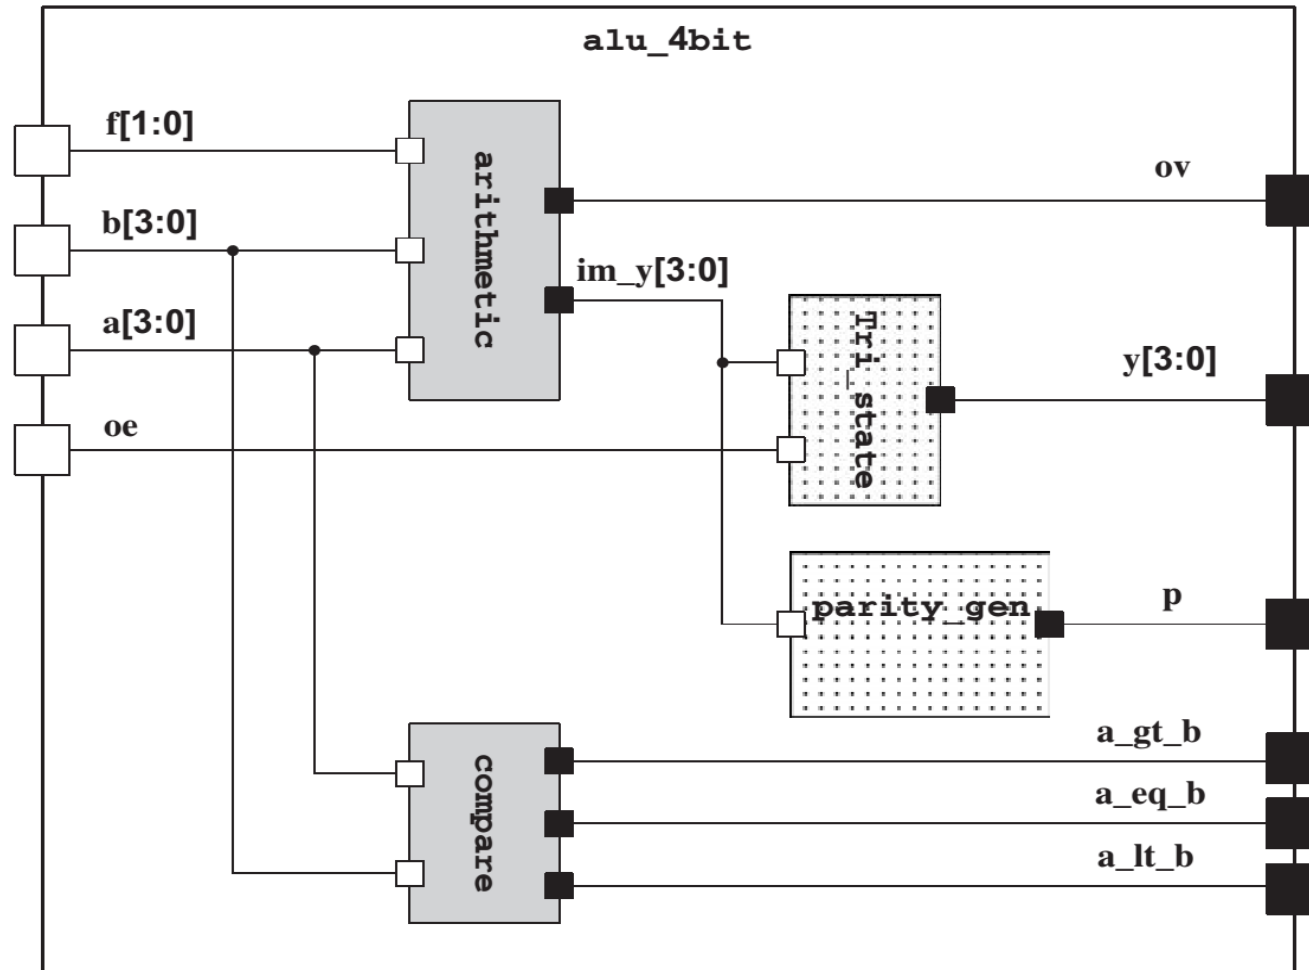 alu_4bit
f[1:0]
b[3:0]
a[3:0]
oe
arithmetic
ov
im_y[3:0]
Tri_state
y[3:0]
parity_gen
p
compare
a_gt_b
a_eq_b
a_lt_b